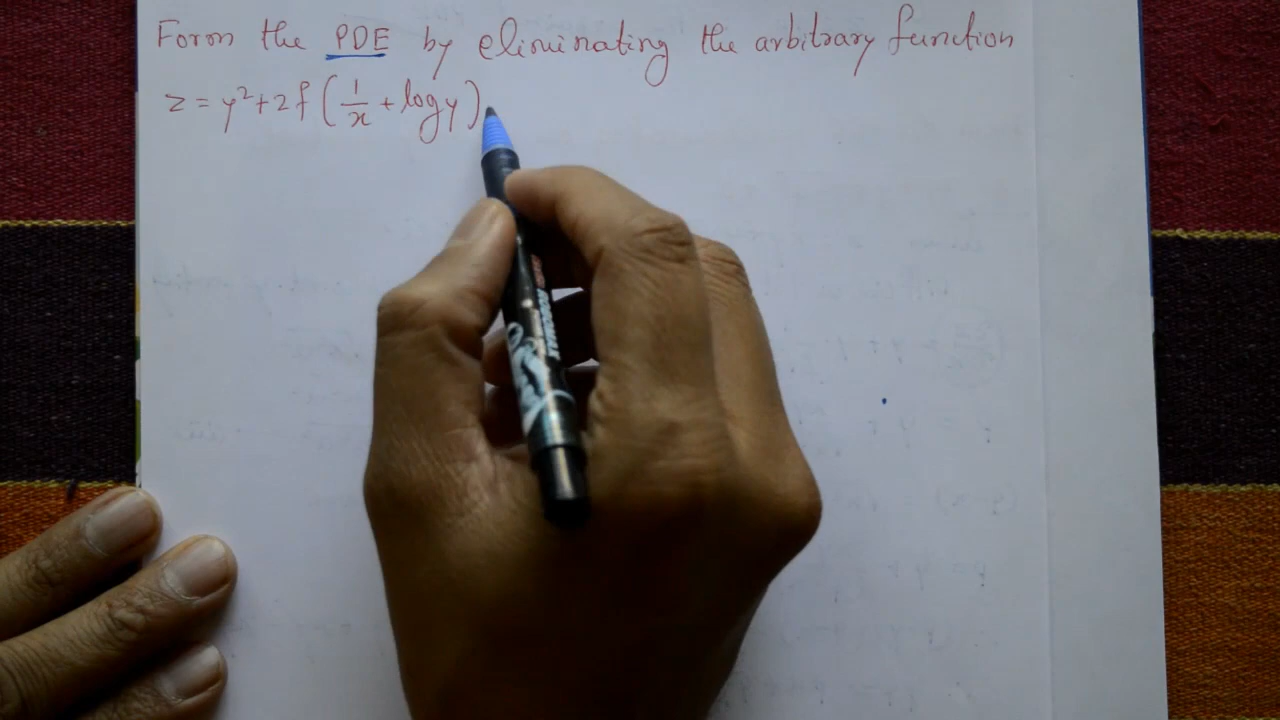 Form the PDE by eliminating the arbitrary function
z = y² + 2f(1/x + log y)